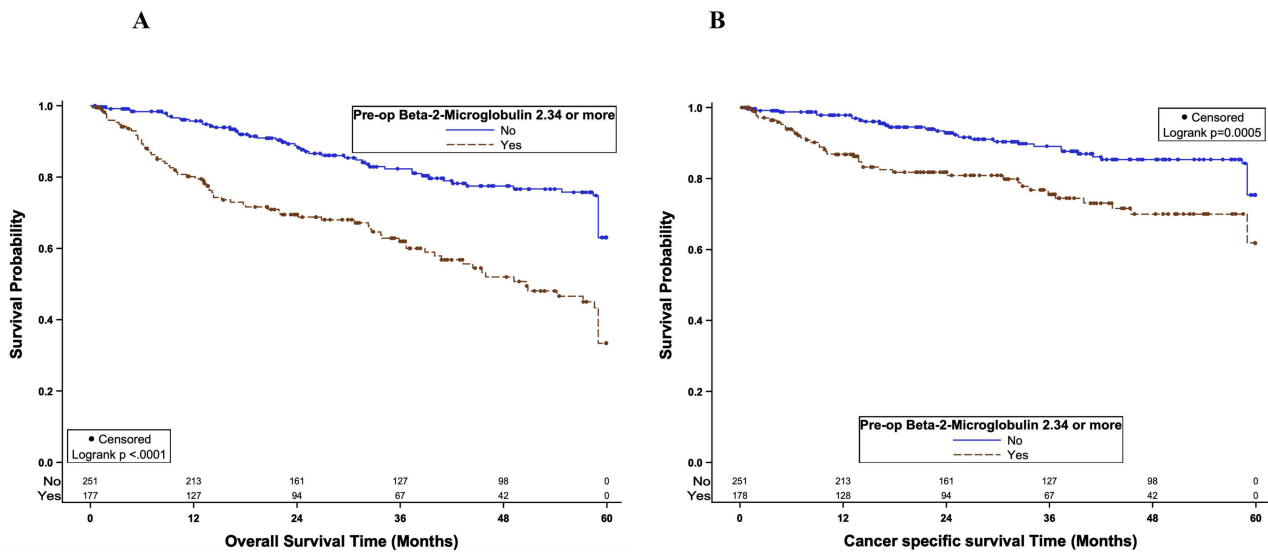 A
1.0
0.8
0.6
0.4
0.2
0.0
Survival Probability
Pre-op Beta-2-Microglobulin 2.34 or more
No
Yes
• Censored
Logrank p <.0001
No 251 213 161 127 98 0
Yes 177 127 94 67 42 0
0 12 24 36 48 60
Overall Survival Time (Months)
B
1.0
0.8
0.6
0.4
0.2
0.0
Survival Probability
• Censored
Logrank p=0.0005
Pre-op Beta-2-Microglobulin 2.34 or more
No
Yes
No 251 213 161 127 98 0
Yes 178 128 94 67 42 0
0 12 24 36 48 60
Cancer specific survival Time (Months)